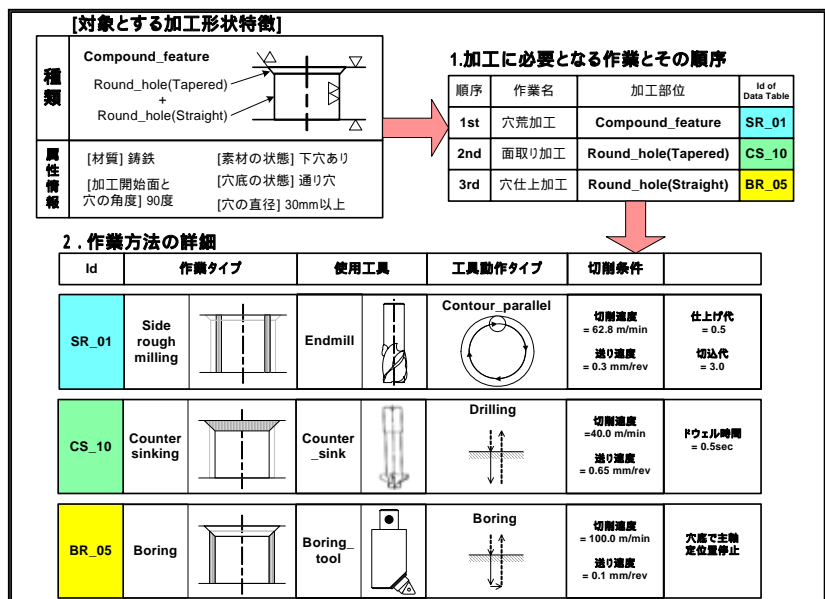 [対象とする加工形状特徴]
種類
Compound_feature
Round_hole(Tapered)
+
Round_hole(Straight)
属性情報
[材質] 鋳鉄
[加工開始面と
穴の角度] 90度
[素材の状態] 下穴あり
[穴底の状態] 通り穴
[穴の直径] 30mm以上
1.加工に必要となる作業とその順序
順序 作業名 加工部位 Id of
Data Table
1st 穴荒加工 Compound_feature SR_01
2nd 面取り加工 Round_hole(Tapered) CS_10
3rd 穴仕上加工 Round_hole(Straight) BR_05
2.作業方法の詳細
Id 作業タイプ 使用工具 工具動作タイプ 切削条件
SR_01
Side
rough
milling
Endmill
Contour_parallel
切削速度
= 62.8 m/min
送り速度
= 0.3 mm/rev
仕上げ代
= 0.5
切込代
= 3.0
CS_10
Counter
sinking
Counter
_sink
Drilling
切削速度
=40.0 m/min
送り速度
= 0.65 mm/rev
ドウェル時間
= 0.5sec
BR_05
Boring
Boring_
tool
Boring
切削速度
= 100.0 m/min
送り速度
= 0.1 mm/rev
穴底で主軸
定位置停止